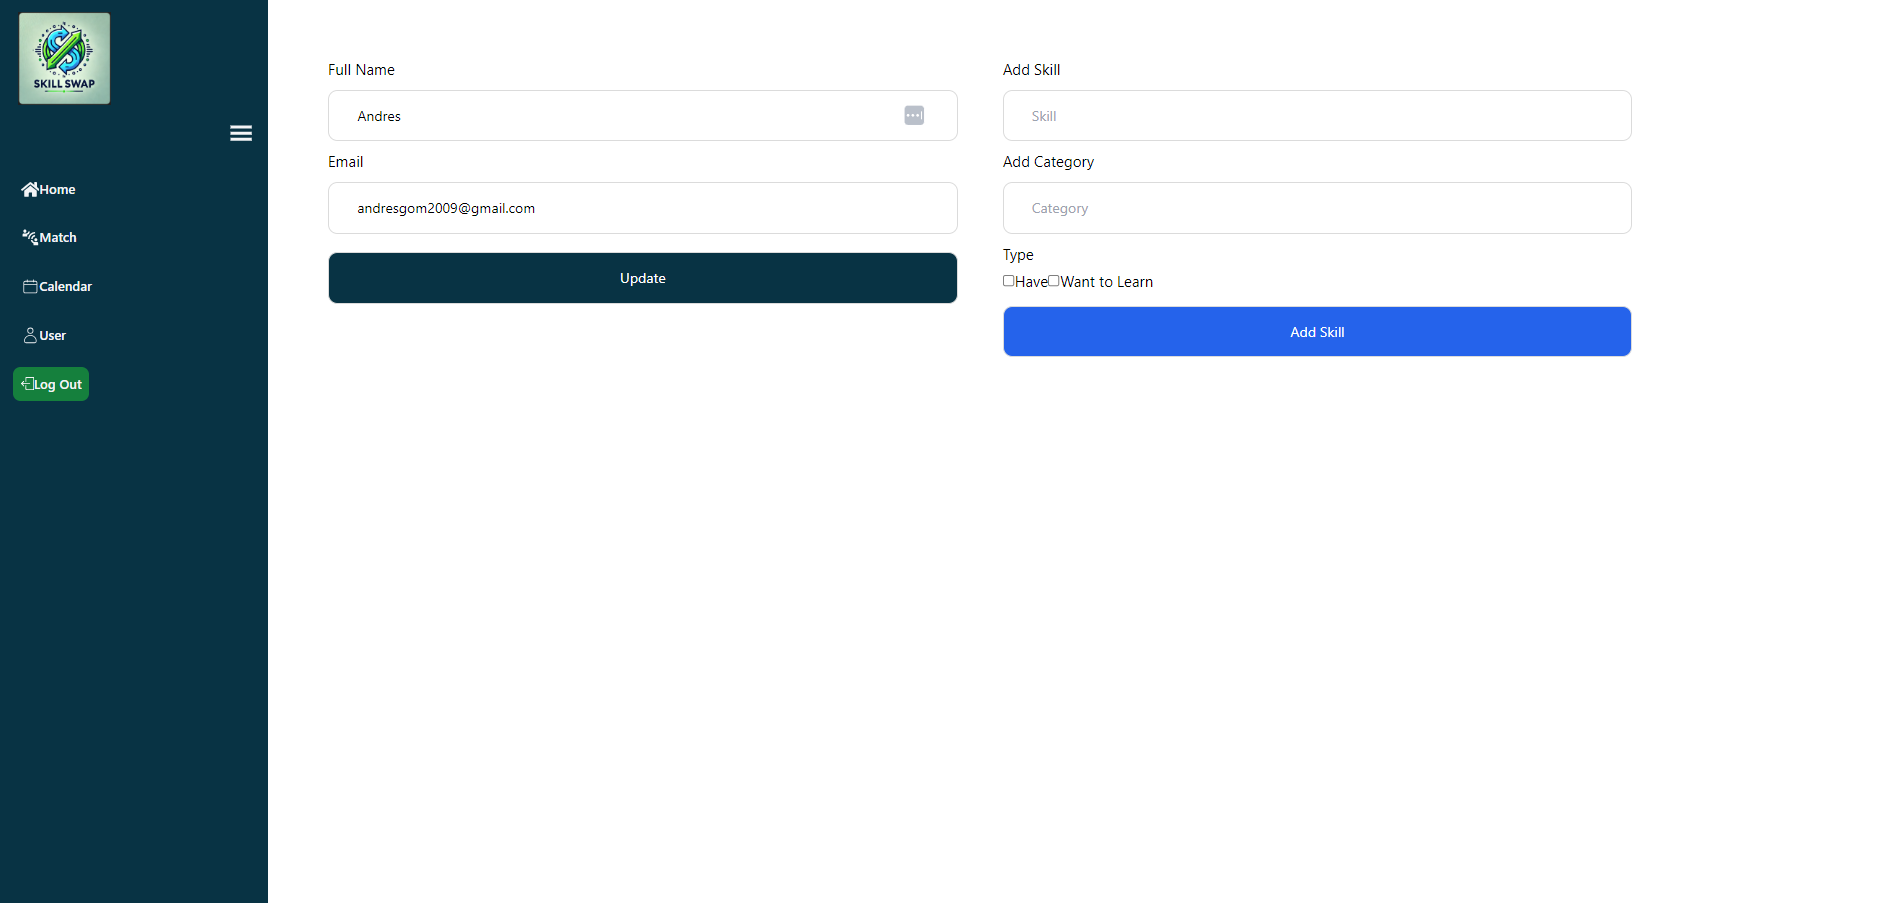 SKILL SWAP
Home
Match
Calendar
User
Log Out
Full Name
Andres
Email
andresgom2009@gmail.com
Update
Add Skill
Skill
Add Category
Category
Type
Have Want to Learn
Add Skill